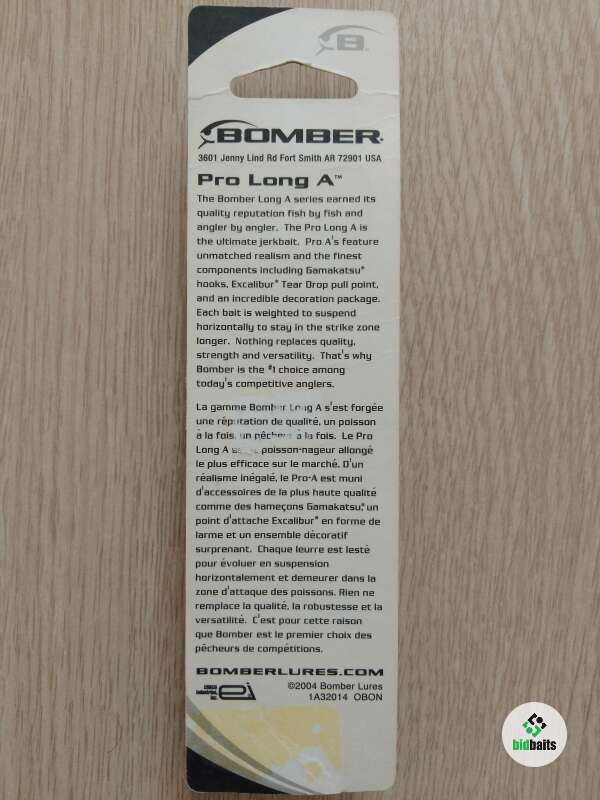 B
BOMBER
3601 Jenny Lind Rd Fort Smith AR 72901 USA
Pro Long A™
The Bomber Long A series earned its
quality reputation fish by fish and
angler by angler. The Pro Long A is
the ultimate jerkbait. Pro A's feature
unmatched realism and the finest
components including Gamakatsu®
hooks, Excalibur® Tear Drop pull point,
and an incredible decoration package.
Each bait is weighted to suspend
horizontally to stay in the strike zone
longer. Nothing replaces quality,
strength and versatility. That's why
Bomber is the #1 choice among
today's competitive anglers.
La gamme Bomber Long A s'est forgée
une réputation de qualité, un poisson
à la fois, un pêcheur à la fois. Le Pro
Long A poisson-nageur allongé
le plus efficace sur le marché. D'un
réalisme inégalé, le Pro-A est muni
d'accessoires de la plus haute qualité
comme des hameçons Gamakatsu®, un
point d'attache Excalibur® en forme de
larme et un ensemble décoratif
surprenant. Chaque leurre est lesté
pour évoluer en suspension
horizontalement et demeurer dans la
zone d'attaque des poissons. Rien ne
remplace la qualité, la robustesse et la
versatilité. C'est pour cette raison
que Bomber est le premier choix des
pêcheurs de compétitions.
BOMBERLURES.COM
©2004 Bomber Lures
1A32014 OBON
bidbaits